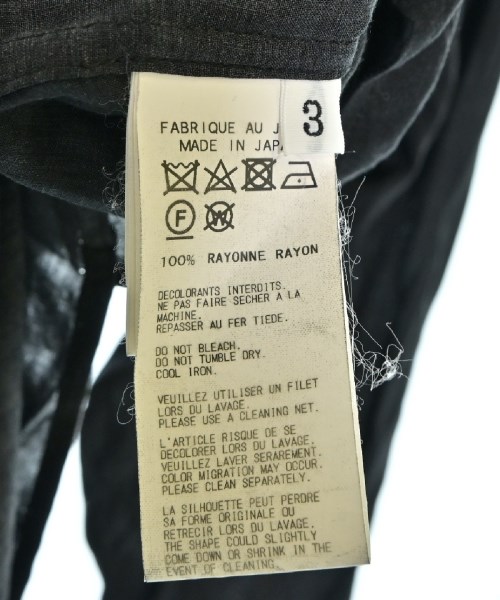 3
FABRIQUE AU J
MADE IN JAPA
F
W
100% RAYONNE RAYON
DECOLORANTS INTERDITS.
NE PAS FAIRE SECHER A LA
MACHINE.
REPASSER AU FER TIEDE.
DO NOT BLEACH.
DO NOT TUMBLE DRY.
COOL IRON.
VEUILLEZ UTILISER UN FILET
LORS DU LAVAGE.
PLEASE USE A CLEANING NET.
L'ARTICLE RISQUE DE SE
DECOLORER LORS DU LAVAGE.
VEUILLEZ LAVER SERAREMENT.
COLOR MIGRATION MAY OCCUR.
PLEASE CLEAN SEPARATELY.
LA SILHOUETTE PEUT PERDRE
SA FORME ORIGINALE OU
RETRECIR LORS DU LAVAGE.
THE SHAPE COULD SLIGHTLY
COME DOWN OR SHRINK IN THE
EVENT OF CLEANING.